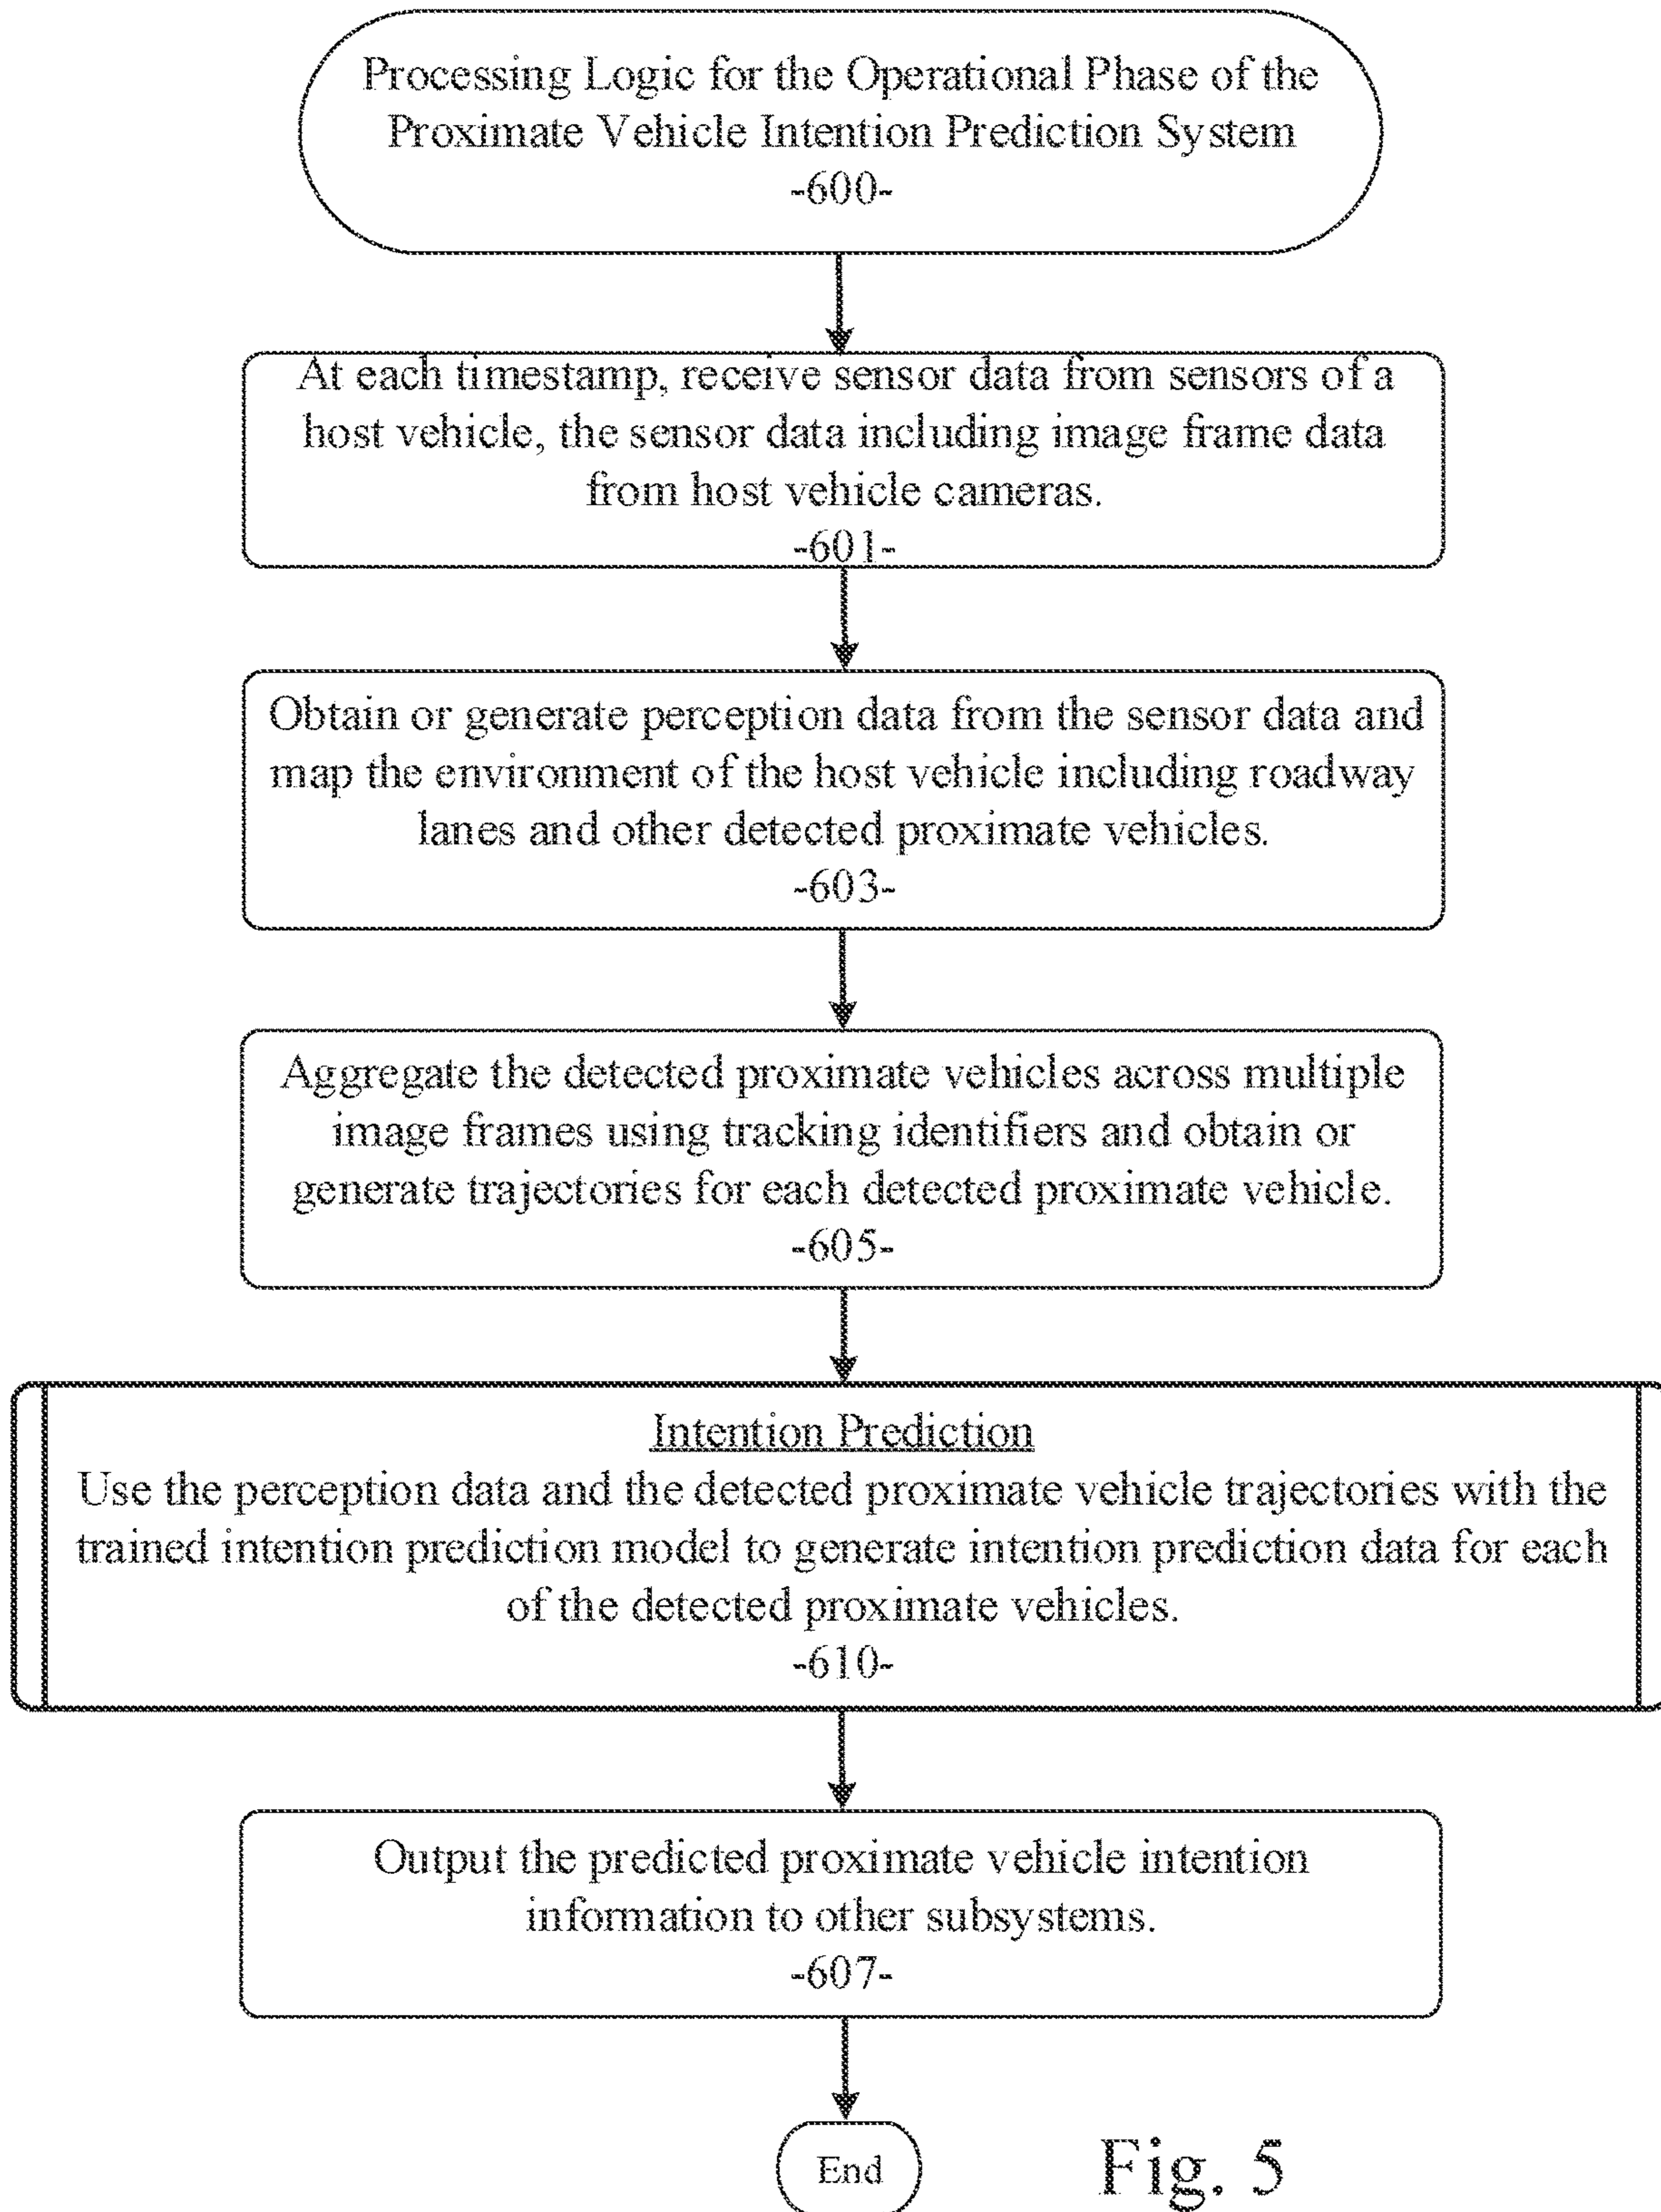 Processing Logic for the Operational Phase of the
Proximate Vehicle Intention Prediction System
-600-
At each timestamp, receive sensor data from sensors of a
host vehicle, the sensor data including image frame data
from host vehicle cameras.
-601-
Obtain or generate perception data from the sensor data and
map the environment of the host vehicle including roadway
lanes and other detected proximate vehicles.
-603-
Aggregate the detected proximate vehicles across multiple
image frames using tracking identifiers and obtain or
generate trajectories for each detected proximate vehicle.
-605-
Intention Prediction
Use the perception data and the detected proximate vehicle trajectories with the
trained intention prediction model to generate intention prediction data for each
of the detected proximate vehicles.
-610-
Output the predicted proximate vehicle intention
information to other subsystems.
-607-
End
Fig. 5